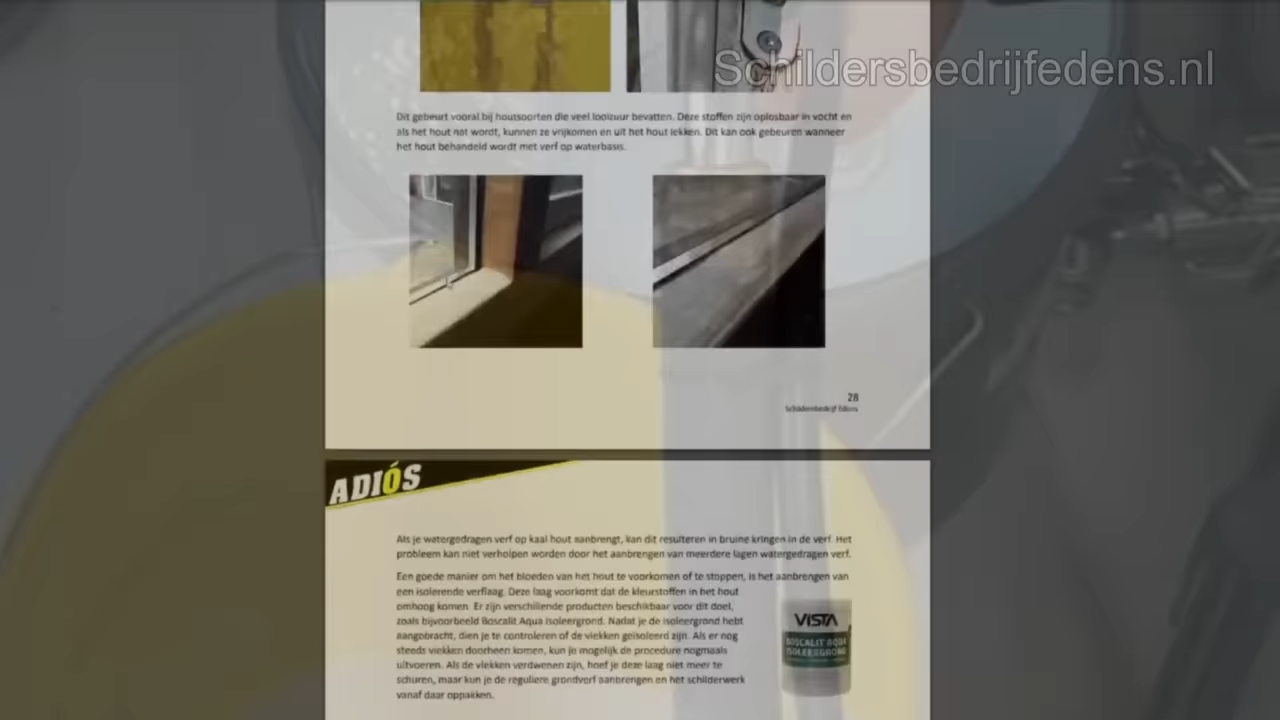 Schildersbedrijfedens.nl
Dit gebeurt vooral bij houtsoorten die veel looizuur bevatten. Deze stoffen zijn oplosbaar in vocht en
als het hout nat wordt, kunnen ze vrijkomen en uit het hout lekken. Dit kan ook gebeuren wanneer
het hout behandeld wordt met verf op waterbasis.
28
Schildersbedrijf Edens
ADIÓS
Als je watergedragen verf op kaal hout aanbrengt, kan dit resulteren in bruine kringen in de verf. Het
probleem kan niet verholpen worden door het aanbrengen van meerdere lagen watergedragen verf.
Een goede manier om het bloeden van het hout te voorkomen of te stoppen, is het aanbrengen van
een isolerende verflaag. Deze laag voorkomt dat de kleurstoffen in het hout
omhoog komen. Er zijn verschillende producten beschikbaar voor dit doel,
zoals bijvoorbeeld Boscalit Aqua Isoleergrond. Nadat je de isoleergrond hebt
aangebracht, dien je te controleren of de vlekken geïsoleerd zijn. Als er nog
steeds vlekken doorheen komen, kun je mogelijk de procedure nogmaals
uitvoeren. Als de vlekken verdwenen zijn, hoef je deze laag niet meer te
schuren, maar kun je de reguliere grondverf aanbrengen en het schilderwerk
vanaf daar oppakken.
VISTA
BOSCALIT AQUA
ISOLEERGROND